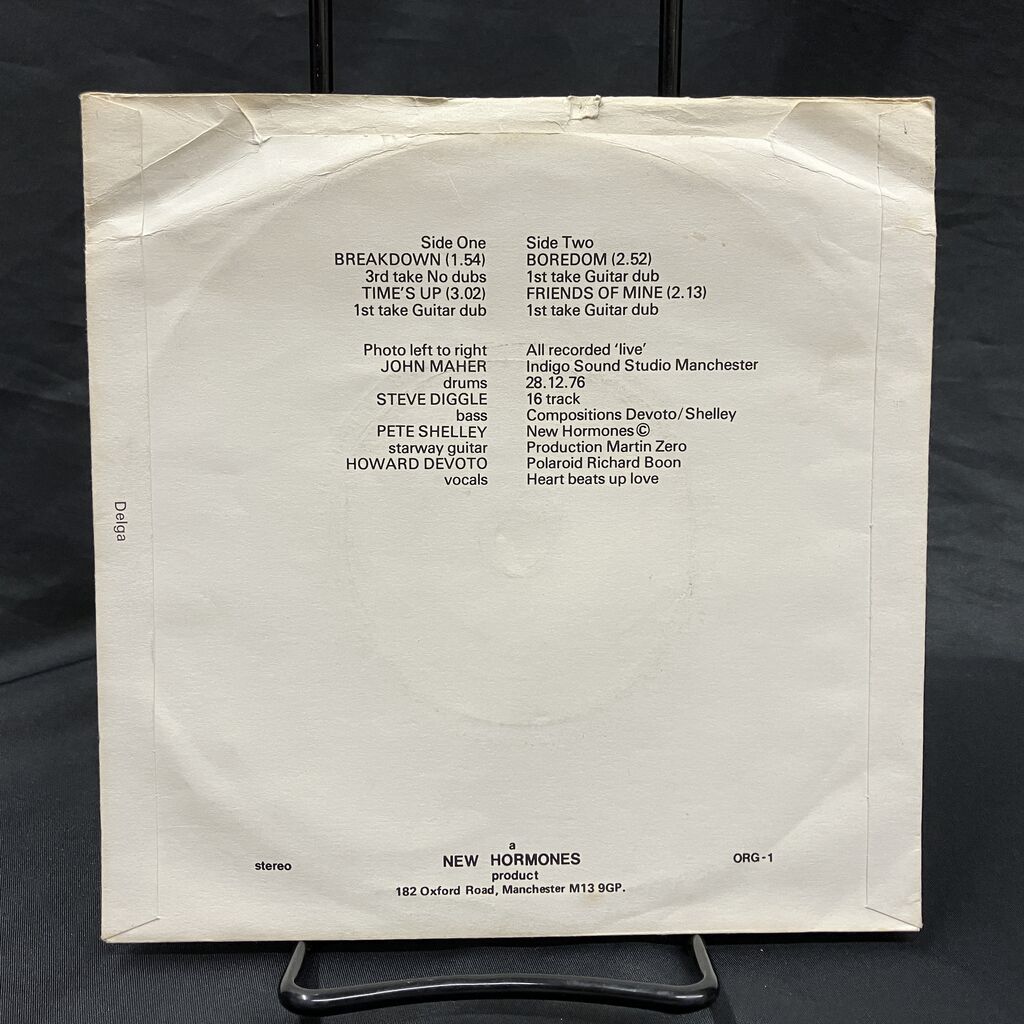 Side One
BREAKDOWN (1.54)
3rd take No dubs
TIME'S UP (3.02)
1st take Guitar dub
Side Two
BOREDOM (2.52)
1st take Guitar dub
FRIENDS OF MINE (2.13)
1st take Guitar dub
Photo left to right
JOHN MAHER
drums
STEVE DIGGLE
bass
PETE SHELLEY
starway guitar
HOWARD DEVOTO
vocals
All recorded 'live'
Indigo Sound Studio Manchester
28.12.76
16 track
Compositions Devoto/Shelley
New Hormones ©
Production Martin Zero
Polaroid Richard Boon
Heart beats up love
Delga
stereo
a
NEW HORMONES
product
182 Oxford Road, Manchester M13 9GP.
ORG-1